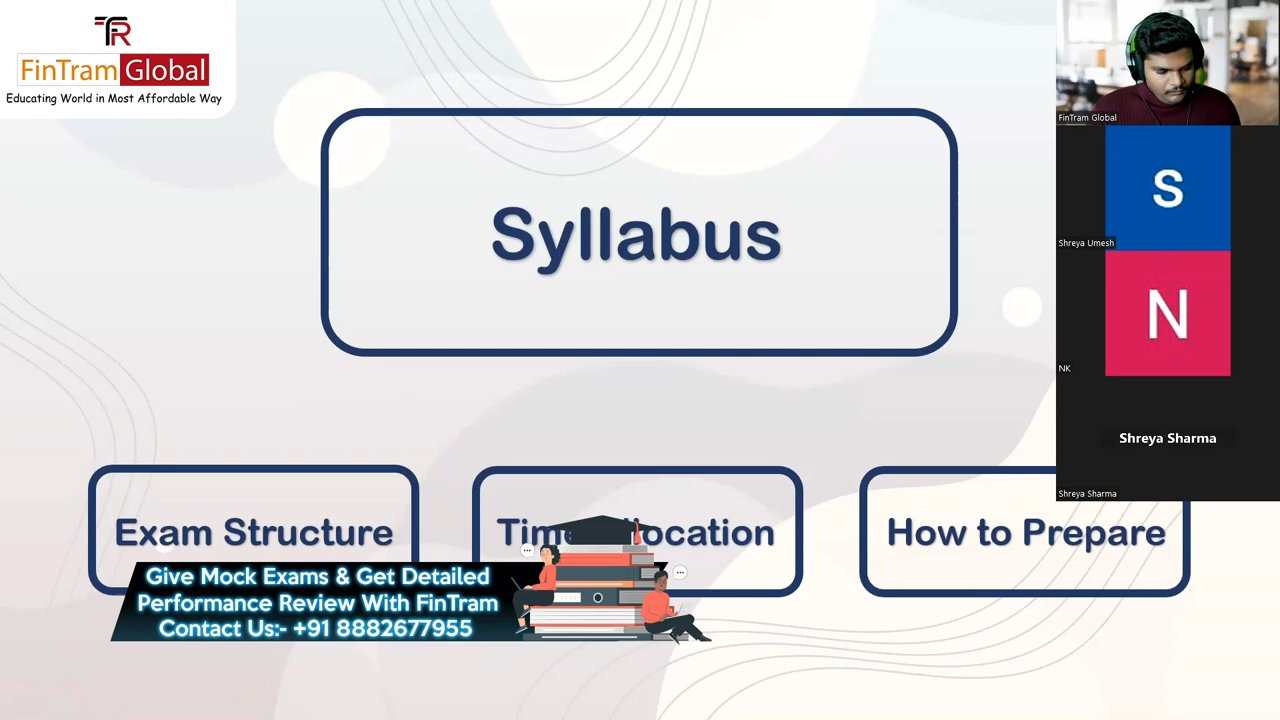 TR
FinTram Global
Educating World in Most Affordable Way
Syllabus
Exam Structure
How to Prepare
Give Mock Exams & Get Detailed
Performance Review With FinTram
Contact Us:- +91 8882677955
FinTram Global
S
Shreya Umesh
N
NK
Shreya Sharma
Shreya Sharma